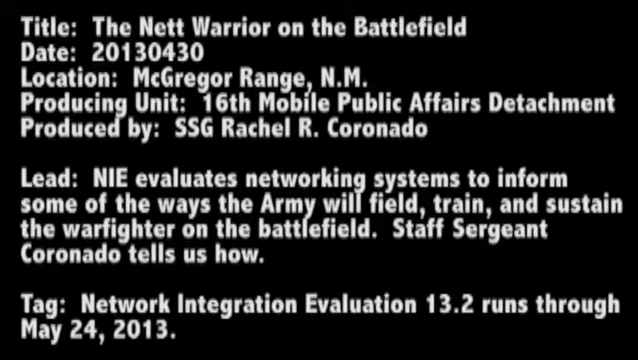 Title: The Nett Warrior on the Battlefield
Date: 20130430
Location: McGregor Range, N.M.
Producing Unit: 16th Mobile Public Affairs Detachment
Produced by: SSG Rachel R. Coronado
Lead: NIE evaluates networking systems to inform
some of the ways the Army will field, train, and sustain
the warfighter on the battlefield. Staff Sergeant
Coronado tells us how.
Tag: Network Integration Evaluation 13.2 runs through
May 24, 2013.